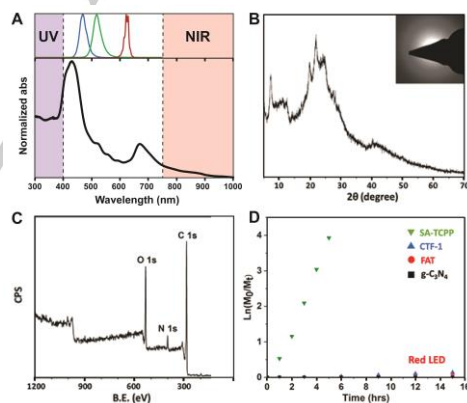 A
UV
NIR
Normalized abs
300 400 500 600 700 800 900 1000
Wavelength (nm)
B
10 20 30 40 50 60 70
2θ (degree)
C
C 1s
O 1s
N 1s
CPS
1200 900 600 300 0
B.E. (eV)
D
SA-TCPP
CTF-1
FAT
g-C₃N₄
Red LED
Ln(M₀/Mₜ)
4
3
2
1
0
0 2 4 6 8 10 12 14 16
Time (hrs)